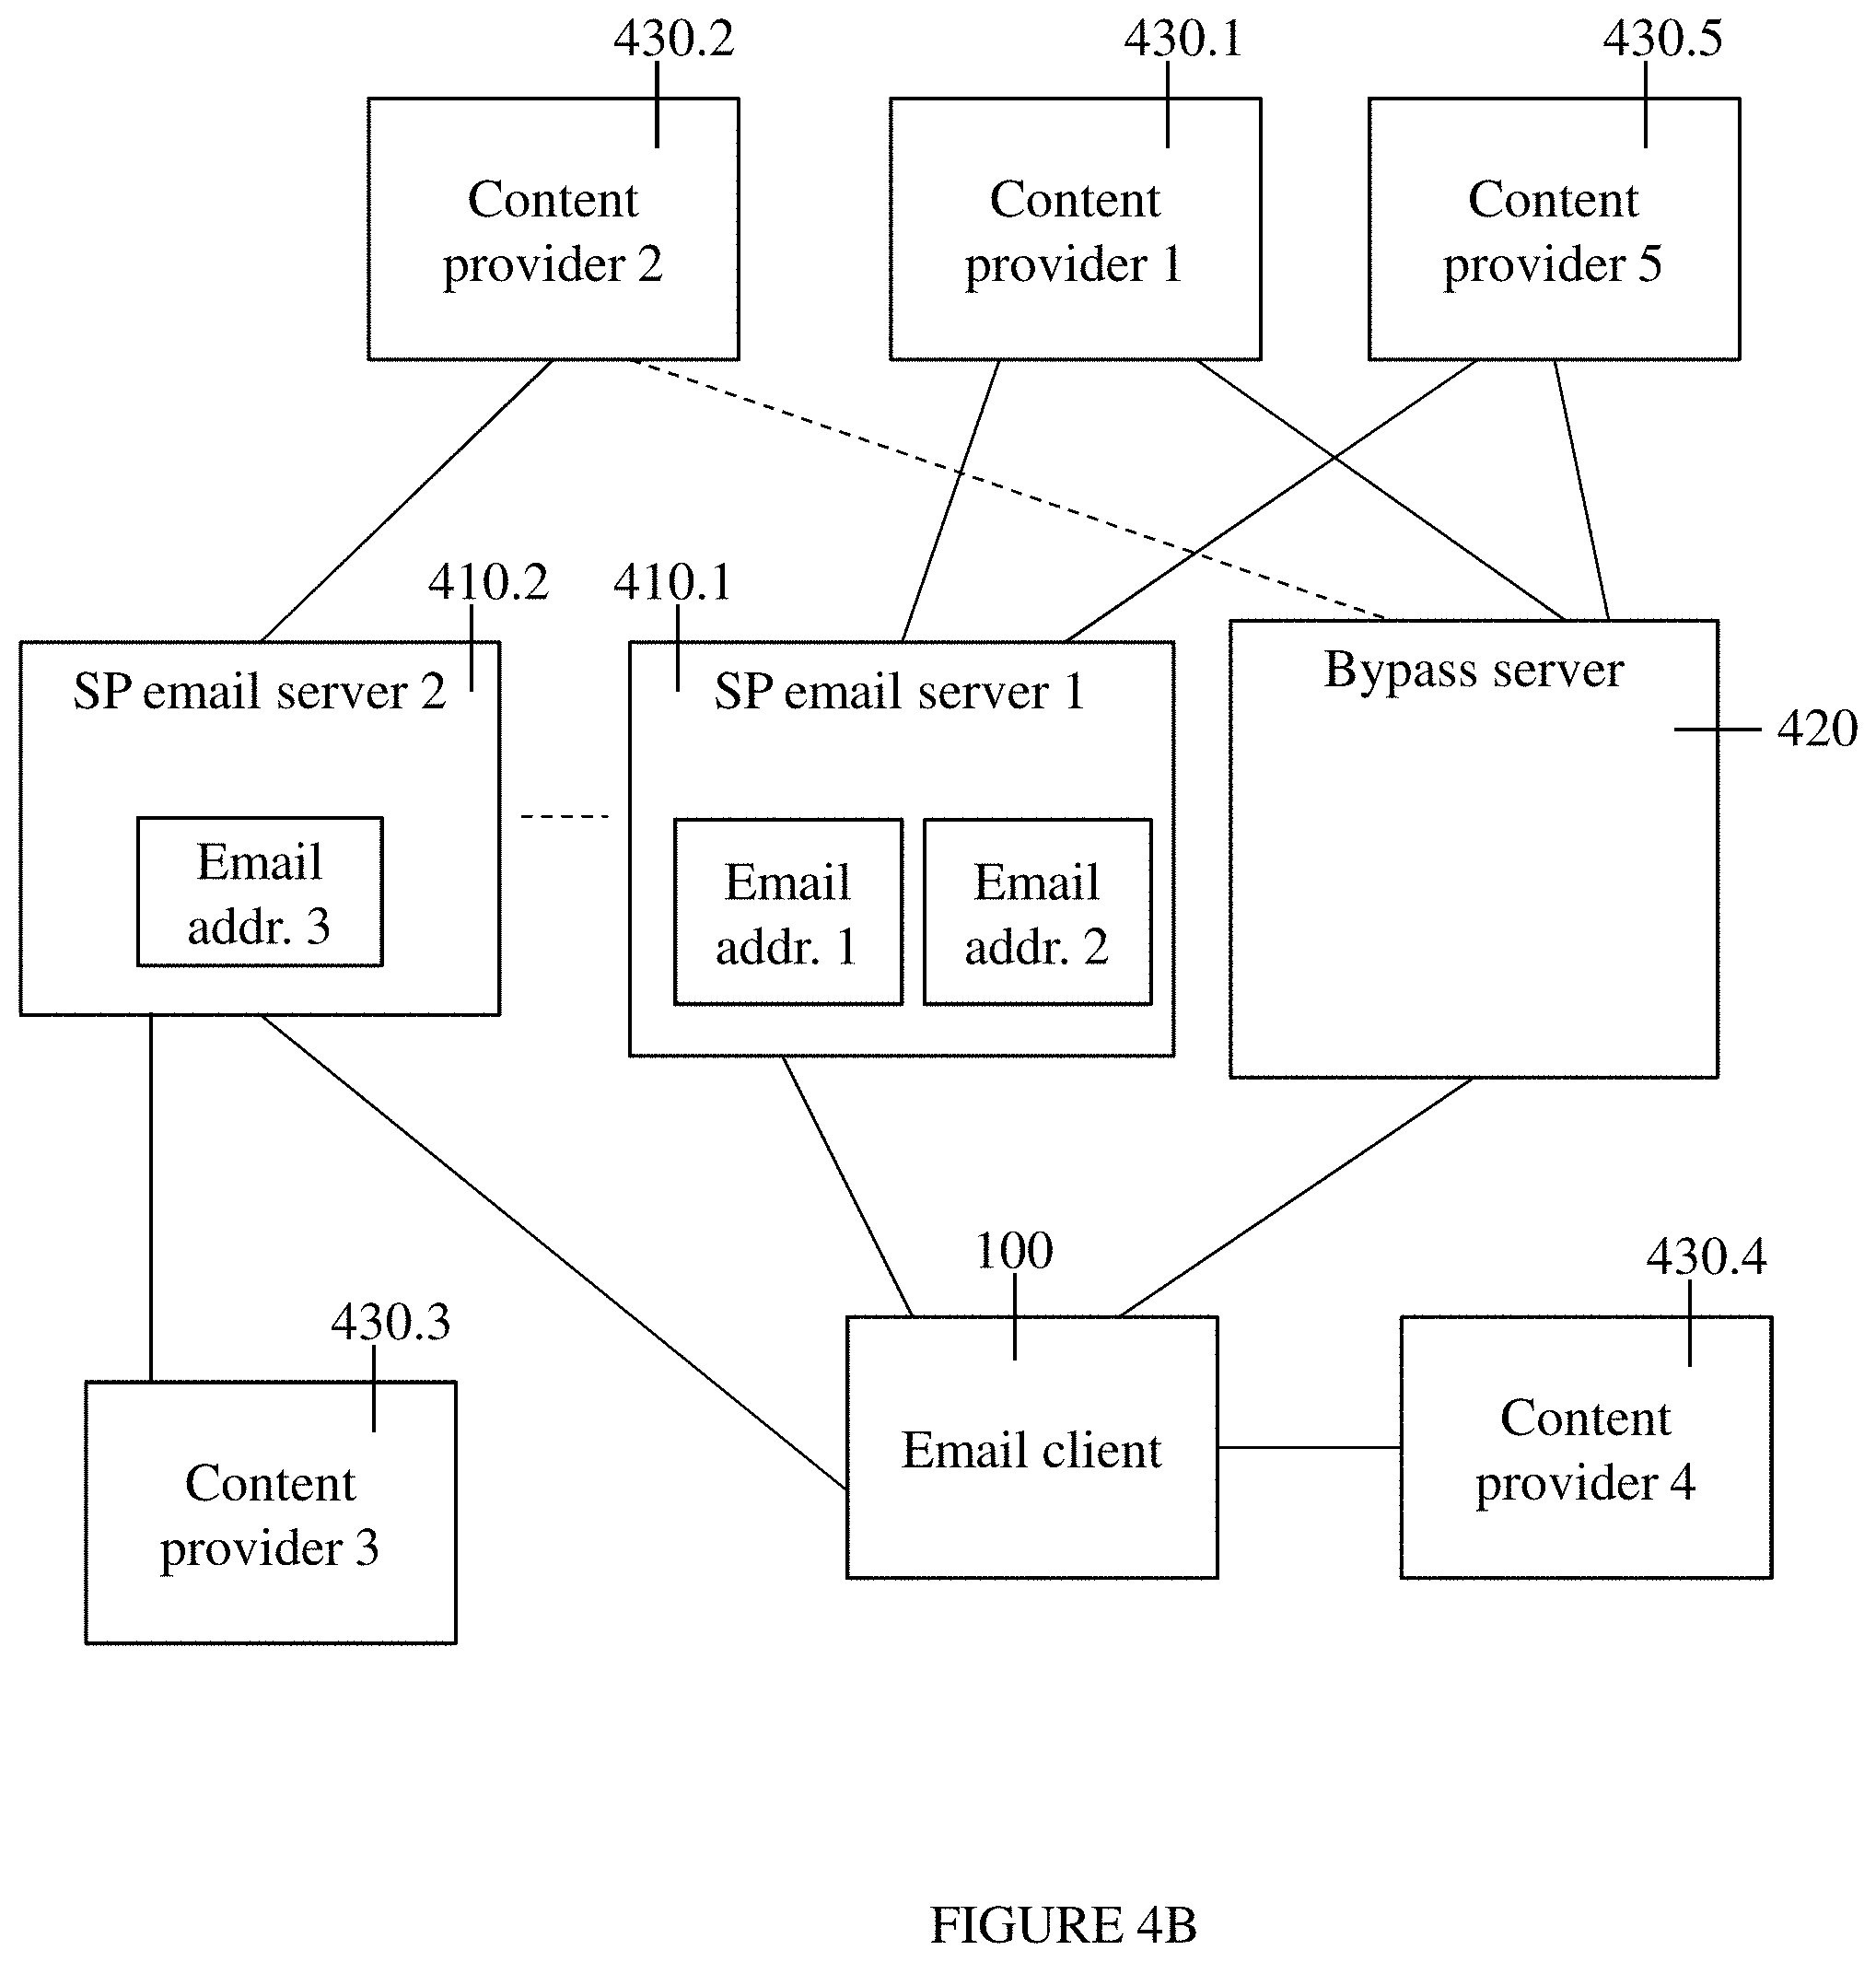 430.2
430.1
430.5
Content
provider 2
Content
provider 1
Content
provider 5
410.2
410.1
SP email server 2
SP email server 1
Bypass server
420
Email
addr. 3
Email
addr. 1
Email
addr. 2
100
430.4
430.3
Email client
Content
provider 4
Content
provider 3
FIGURE 4B